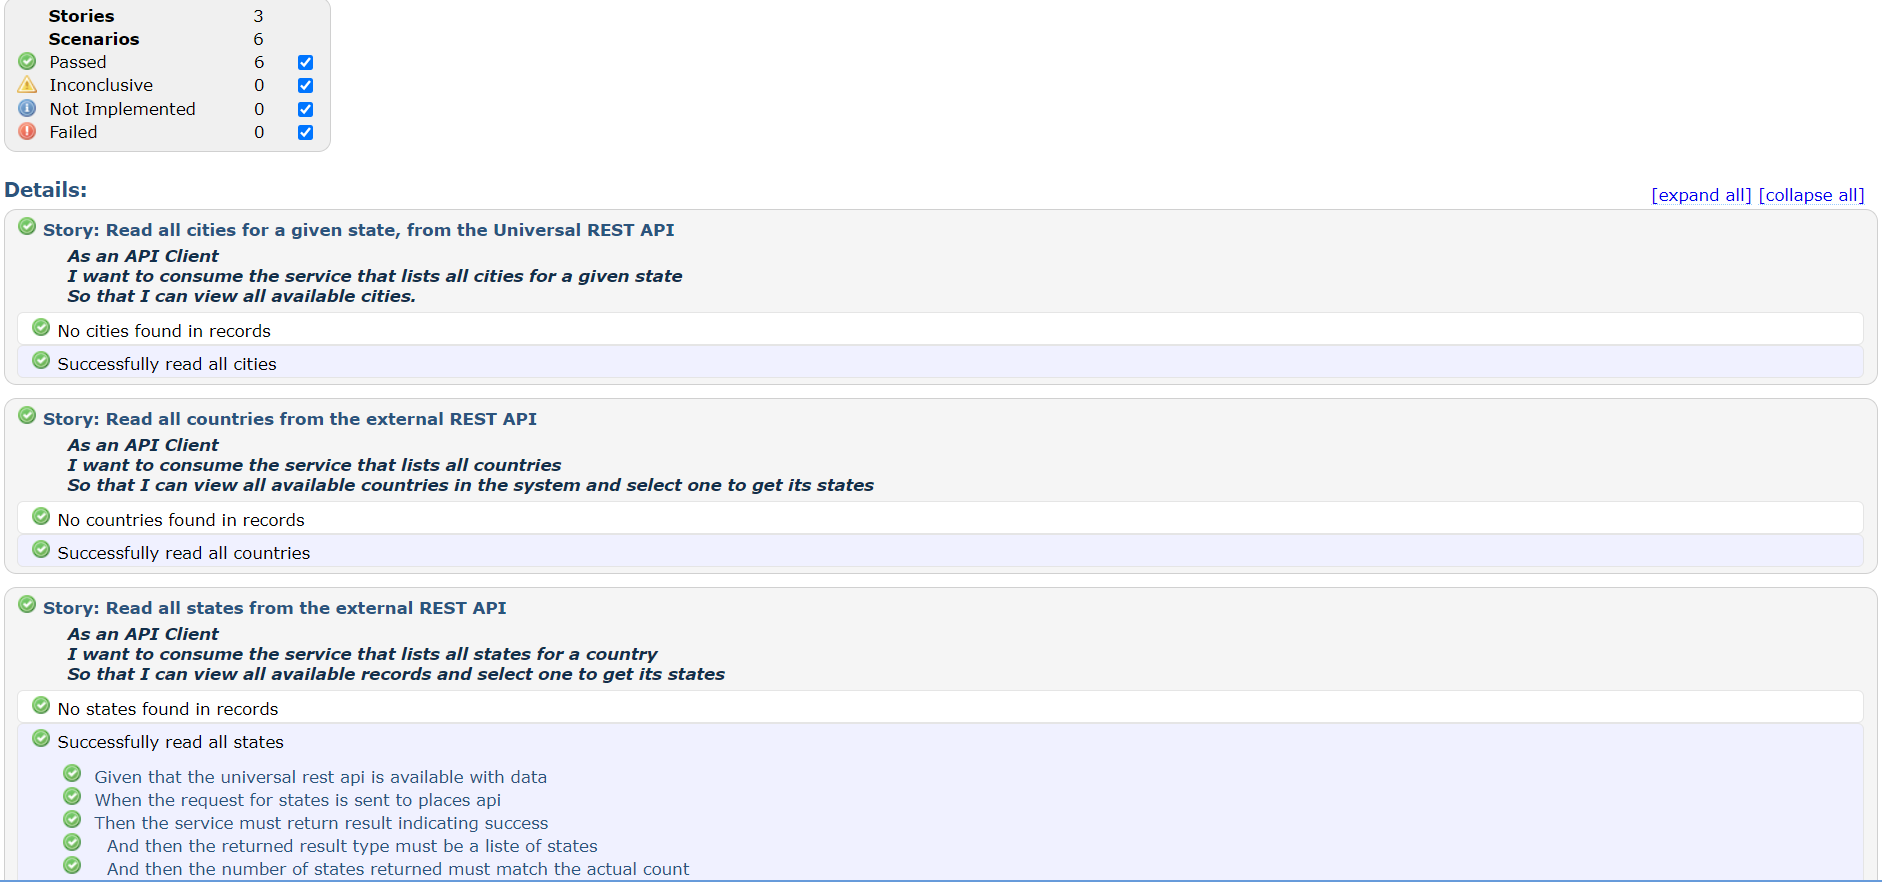 Stories 3
Scenarios 6
Passed 6
Inconclusive 0
Not Implemented 0
Failed 0
Details:
[expand all] [collapse all]
Story: Read all cities for a given state, from the Universal REST API
As an API Client
I want to consume the service that lists all cities for a given state
So that I can view all available cities.
No cities found in records
Successfully read all cities
Story: Read all countries from the external REST API
As an API Client
I want to consume the service that lists all countries
So that I can view all available countries in the system and select one to get its states
No countries found in records
Successfully read all countries
Story: Read all states from the external REST API
As an API Client
I want to consume the service that lists all states for a country
So that I can view all available records and select one to get its states
No states found in records
Successfully read all states
Given that the universal rest api is available with data
When the request for states is sent to places api
Then the service must return result indicating success
And then the returned result type must be a liste of states
And then the number of states returned must match the actual count